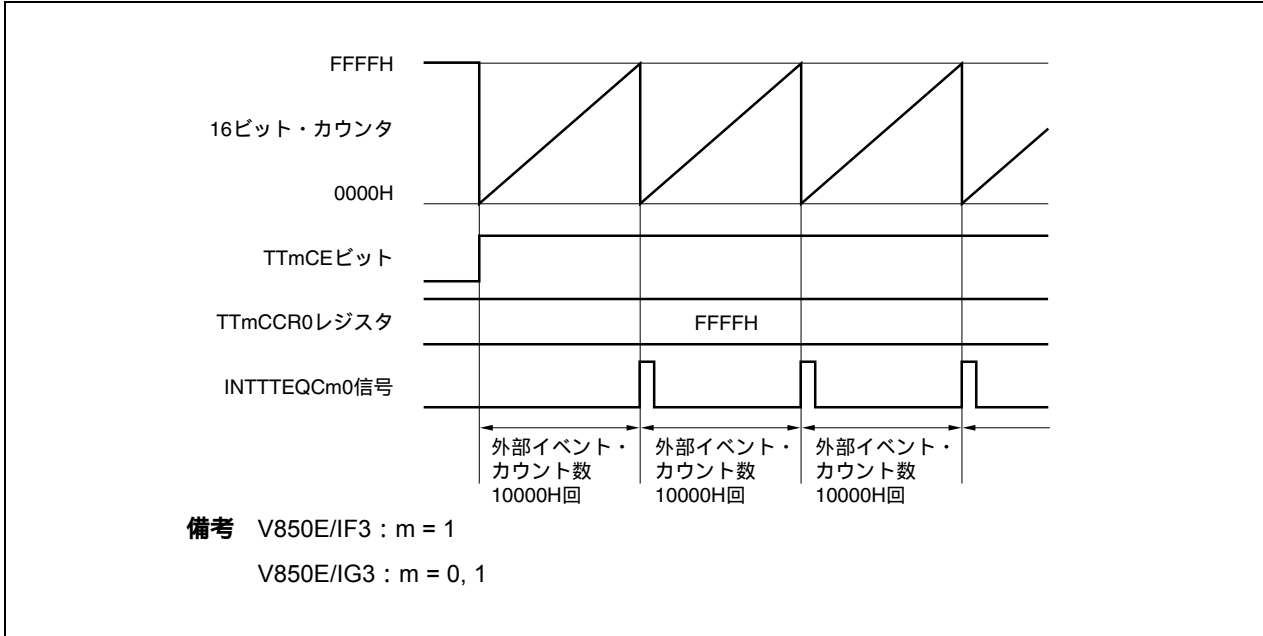 FFFFH
16ビット・カウンタ
0000H
TTmCEビット
TTmCCR0レジスタ
FFFFH
INTTTEQCm0信号
外部イベント・
カウント数
10000H回
外部イベント・
カウント数
10000H回
外部イベント・
カウント数
10000H回
備考 V850E/IF3：m = 1
V850E/IG3：m = 0, 1